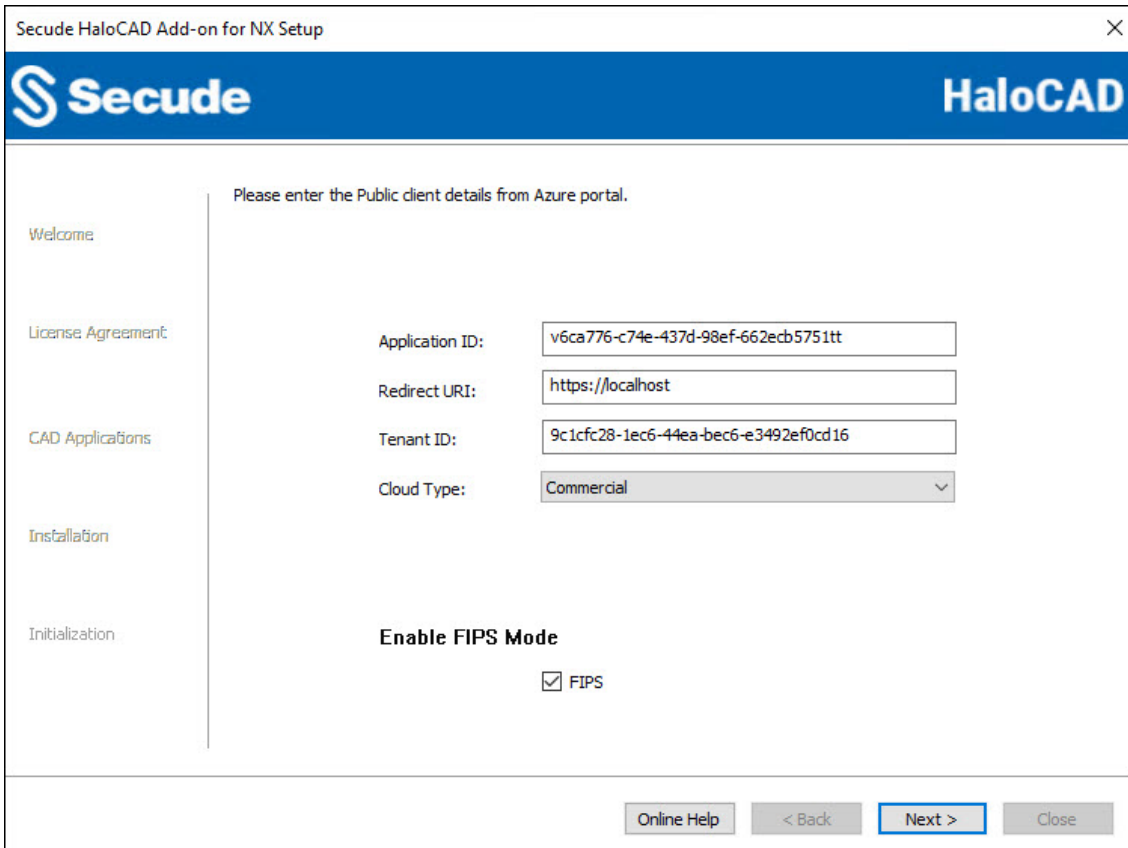 Secude HaloCAD Add-on for NX Setup
Secude
HaloCAD
Please enter the Public client details from Azure portal.
Welcome
License Agreement
CAD Applications
Installation
Initialization
Application ID: v6ca776-c74e-437d-98ef-662ecb5751tt
Redirect URI: https://localhost
Tenant ID: 9c1cfc28-1ec6-44ea-bec6-e3492ef0cd16
Cloud Type: Commercial
Enable FIPS Mode
FIPS
Online Help
< Back
Next >
Close